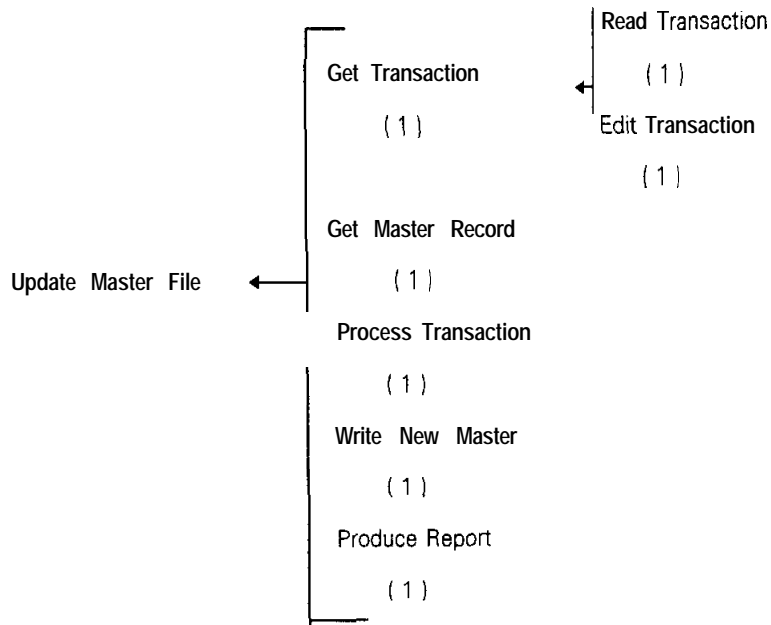 Read Transaction
(1)
Get Transaction
(1)
Edit Transaction
(1)
Get Master Record
(1)
Update Master File
Process Transaction
(1)
Write New Master
(1)
Produce Report
(1)